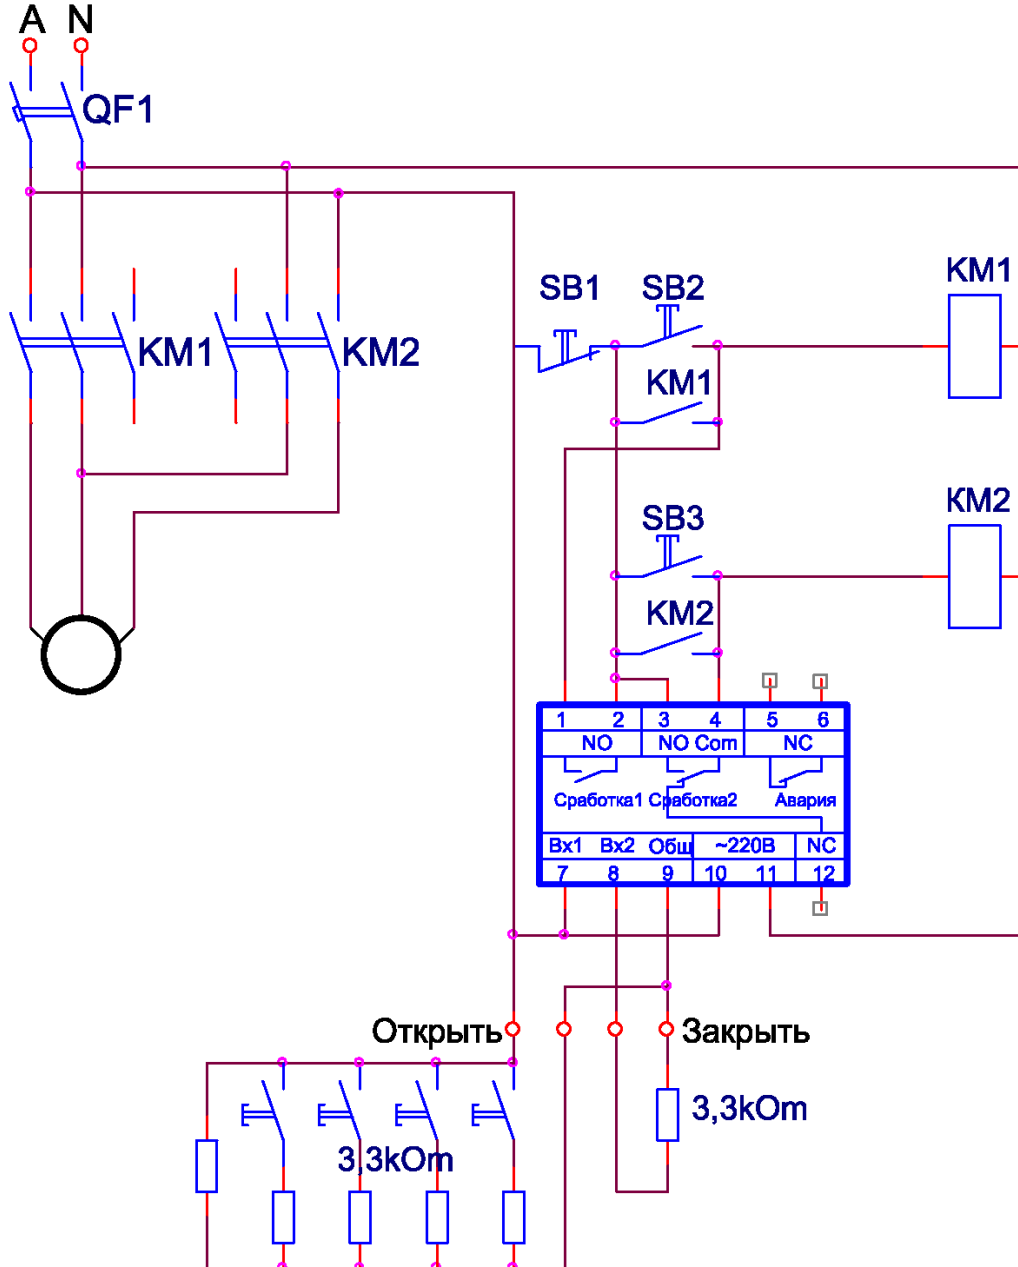 A N
QF1
KM1
KM2
SB1
SB2
KM1
KM1
SB3
KM2
KM2
1 2 3 4 5 6
NO NO Com NC
Сработка1 Сработка2 Авария
Вх1 Вх2 Общ ~220В NC
7 8 9 10 11 12
Открыть
Закрыть
3,3kOm
3,3kOm